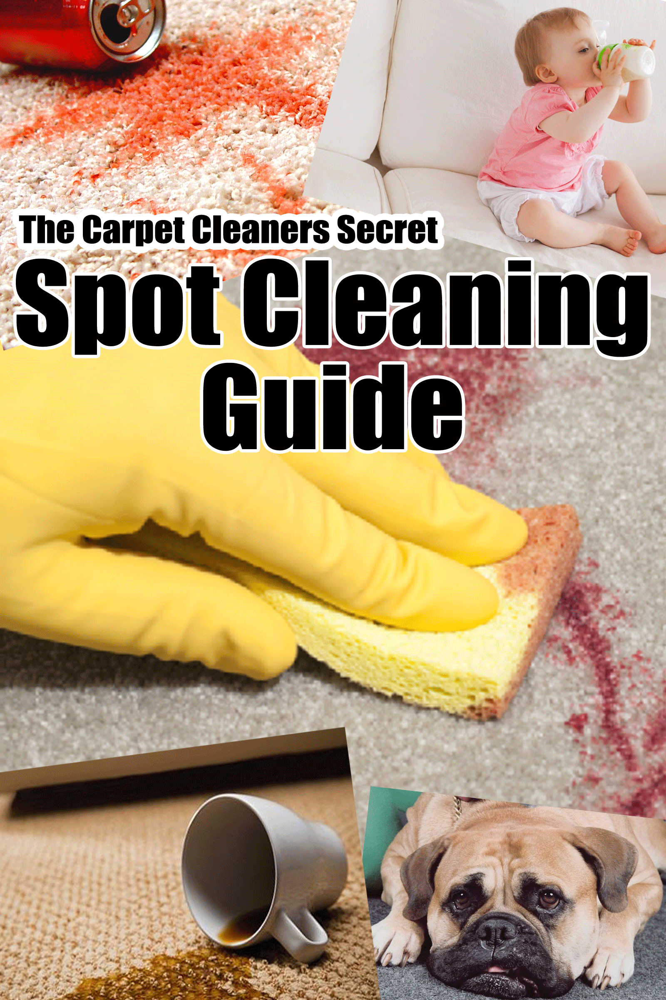 The Carpet Cleaners Secret
Spot Cleaning
Guide